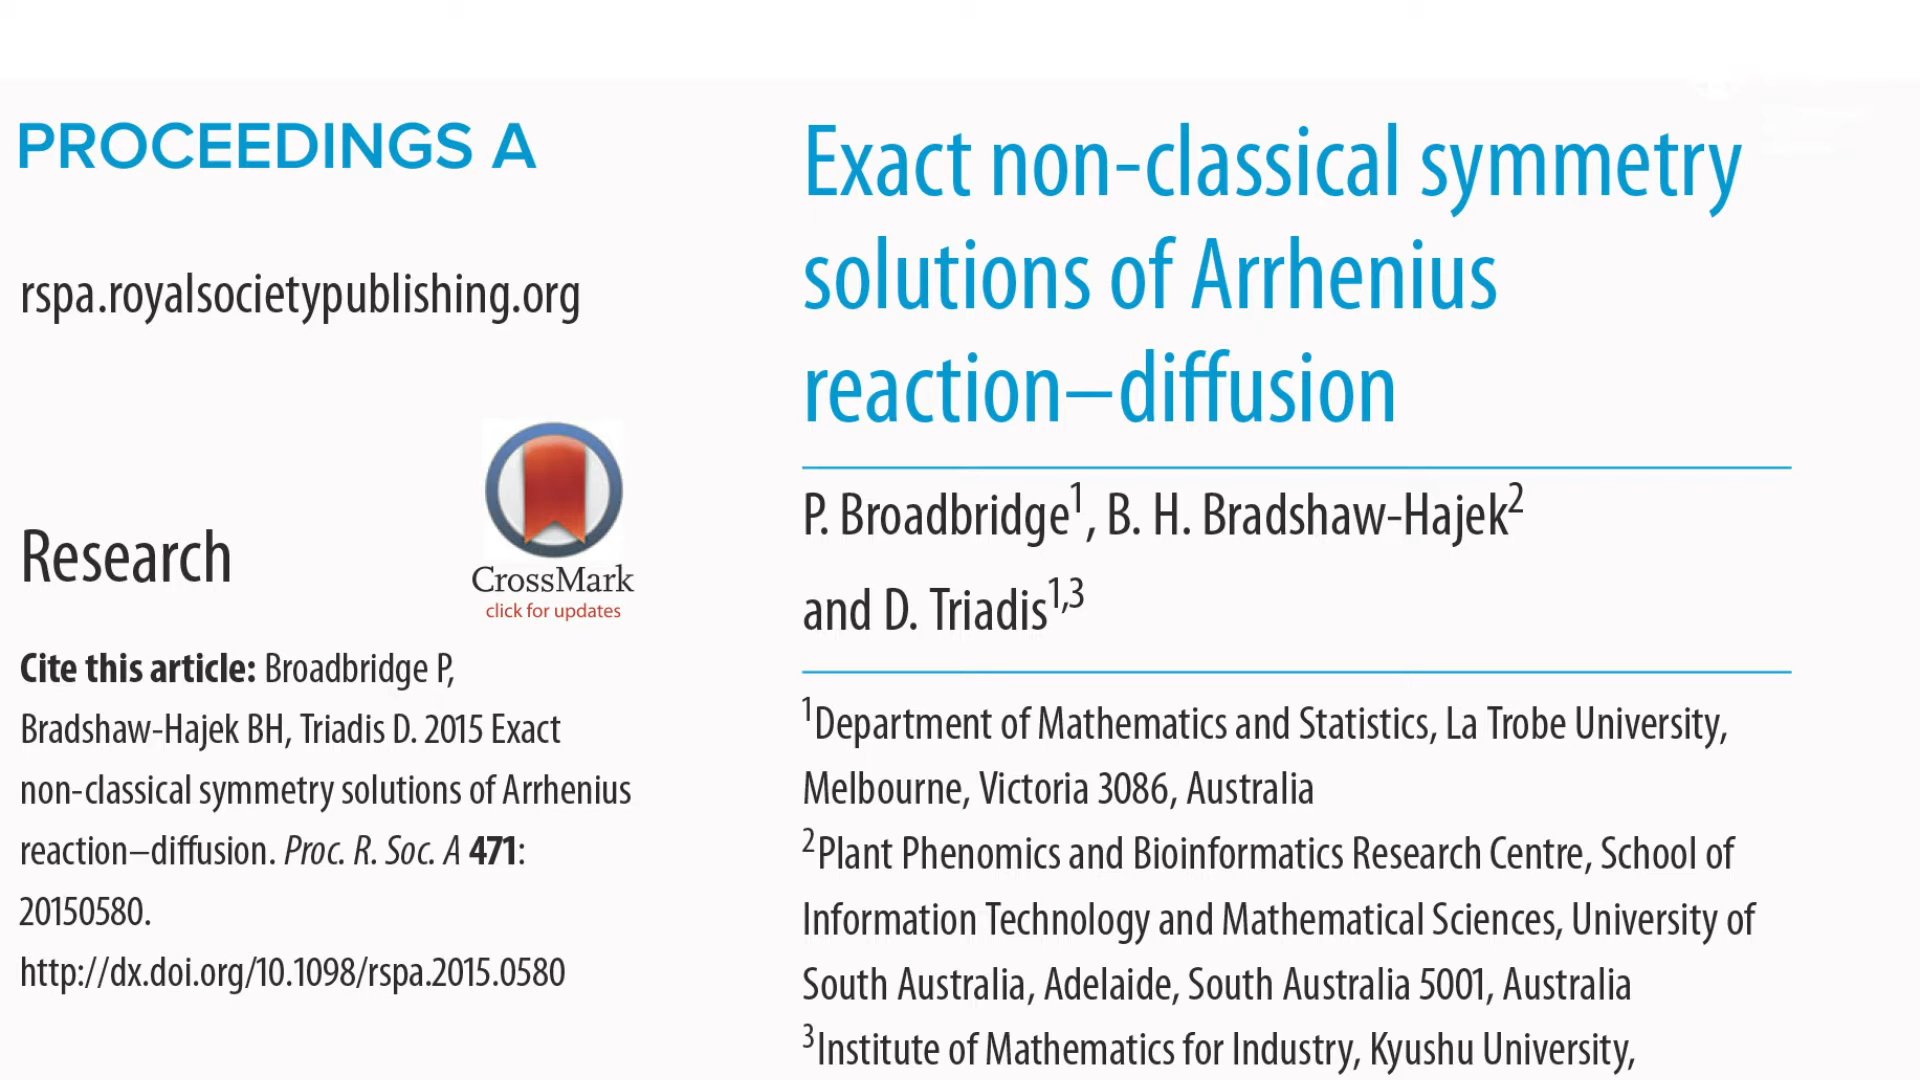 PROCEEDINGS A
rspa.royalsocietypublishing.org
Research
CrossMark
click for updates
Cite this article: Broadbridge P,
Bradshaw-Hajek BH, Triadis D. 2015 Exact
non-classical symmetry solutions of Arrhenius
reaction–diffusion. Proc. R. Soc. A 471:
20150580.
http://dx.doi.org/10.1098/rspa.2015.0580
Exact non-classical symmetry
solutions of Arrhenius
reaction–diffusion
P. Broadbridge1, B. H. Bradshaw-Hajek2
and D. Triadis1,3
1Department of Mathematics and Statistics, La Trobe University,
Melbourne, Victoria 3086, Australia
2Plant Phenomics and Bioinformatics Research Centre, School of
Information Technology and Mathematical Sciences, University of
South Australia, Adelaide, South Australia 5001, Australia
3Institute of Mathematics for Industry, Kyushu University,